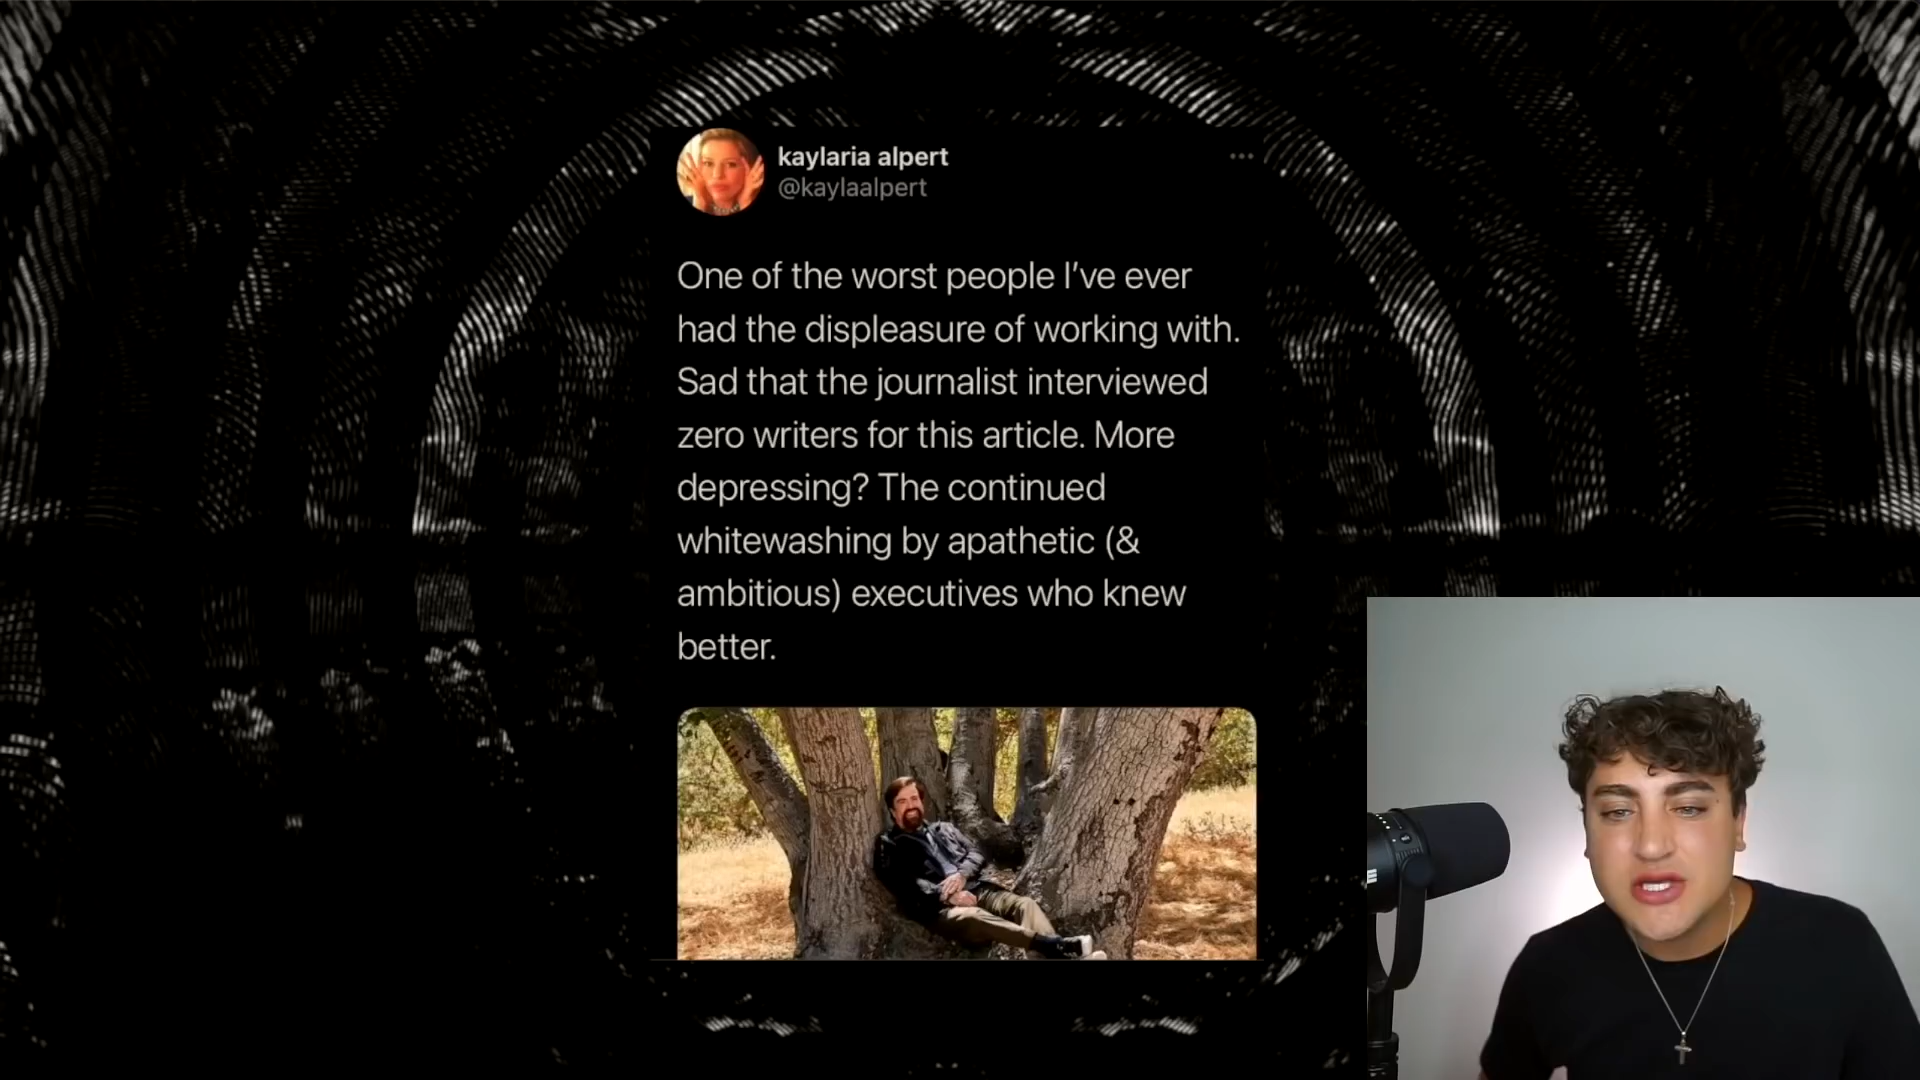 kaylaria alpert
@kaylaalpert
One of the worst people I’ve ever
had the displeasure of working with.
Sad that the journalist interviewed
zero writers for this article. More
depressing? The continued
whitewashing by apathetic (&
ambitious) executives who knew
better.